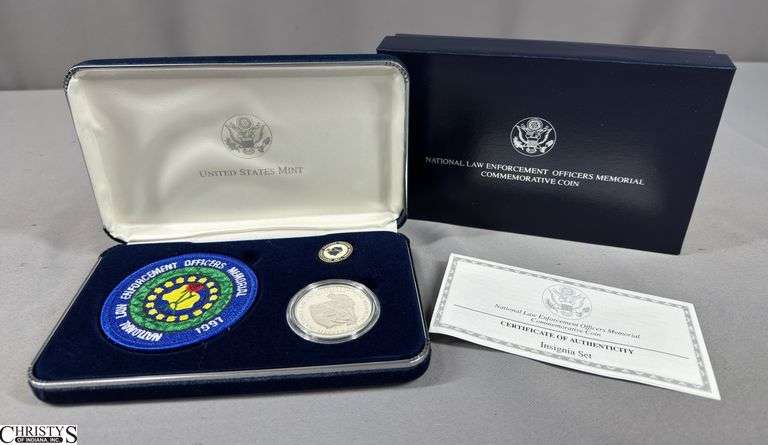 UNITED STATES MINT
NATIONAL LAW ENFORCEMENT OFFICERS MEMORIAL
COMMEMORATIVE COIN
NATIONAL LAW ENFORCEMENT OFFICERS MEMORIAL
1997
National Law Enforcement Officers Memorial
Commemorative Coin
CERTIFICATE OF AUTHENTICITY
Insignia Set
CHRISTY'S
OF INDIANA, INC.